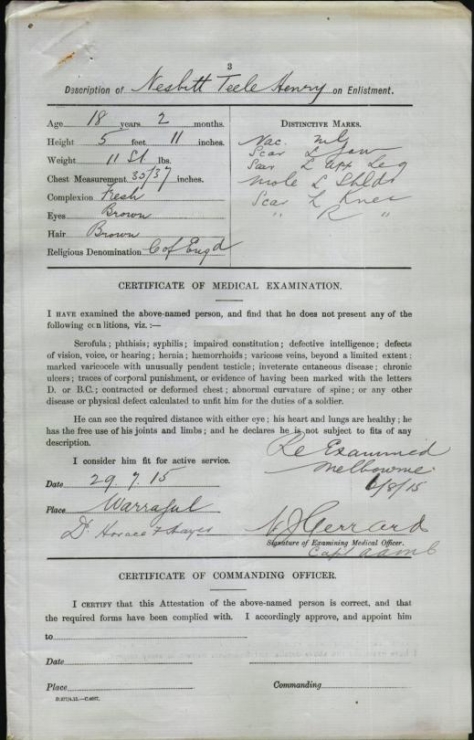 3
Description of Nesbitt Teele Henry on Enlistment.
Age 18 years 2 months.
Height 5 feet 11 inches.
Weight 11 St lbs.
Chest Measurement 35/37 inches.
Complexion Fresh
Eyes Brown
Hair Brown
Religious Denomination C of Engd
DISTINCTIVE MARKS.
Vac.
Scar L Jaw
Scar L upp Leg
Mole L Shldr
Scar L Knee
" R "
CERTIFICATE OF MEDICAL EXAMINATION.
I HAVE examined the above-named person, and find that he does not present any of the
following conditions, viz. :—
Scrofula; phthisis; syphilis; impaired constitution; defective intelligence; defects
of vision, voice, or hearing; hernia; hæmorrhoids; varicose veins, beyond a limited extent;
marked varicocele with unusually pendent testicle; inveterate cutaneous disease; chronic
ulcers; traces of corporal punishment, or evidence of having been marked with the letters
D. or B.C.; contracted or deformed chest; abnormal curvature of spine; or any other
disease or physical defect calculated to unfit him for the duties of a soldier.
He can see the required distance with either eye; his heart and lungs are healthy; he
has the free use of his joints and limbs; and he declares he is not subject to fits of any
description.
I consider him fit for active service.
Re Examined
Melbourne
/8/15
Date 29.7.15
Place Warragul
Dr Horace Hayes
Gerrard
Signature of Examining Medical Officer.
Capt AAMC
CERTIFICATE OF COMMANDING OFFICER.
I CERTIFY that this Attestation of the above-named person is correct, and that
the required forms have been complied with. I accordingly approve, and appoint him
to
Date
Place Commanding